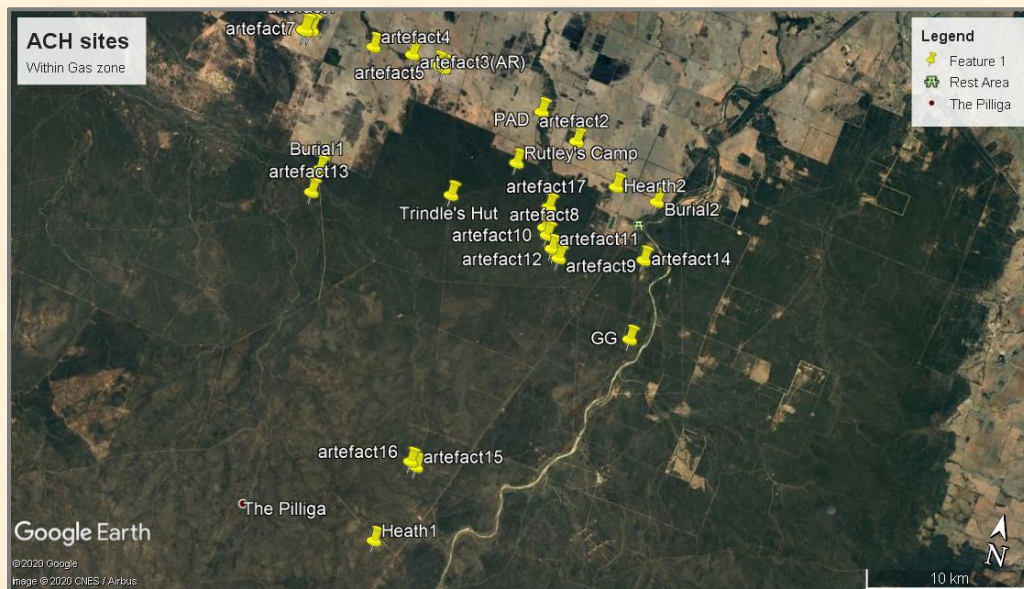 ACH sites
Within Gas zone
artefact7
artefact4
artefact5
artefact3(AR)
Legend
Feature 1
Rest Area
The Pilliga
PAD
artefact2
Burial1
artefact13
Rutley's Camp
artefact17
Hearth2
Burial2
Trindle's Hut
artefact8
artefact10
artefact11
artefact12
artefact9
artefact14
GG
artefact16
artefact15
The Pilliga
Heath1
Google Earth
©2020 Google
Image © 2020 CNES / Airbus
N
10 km